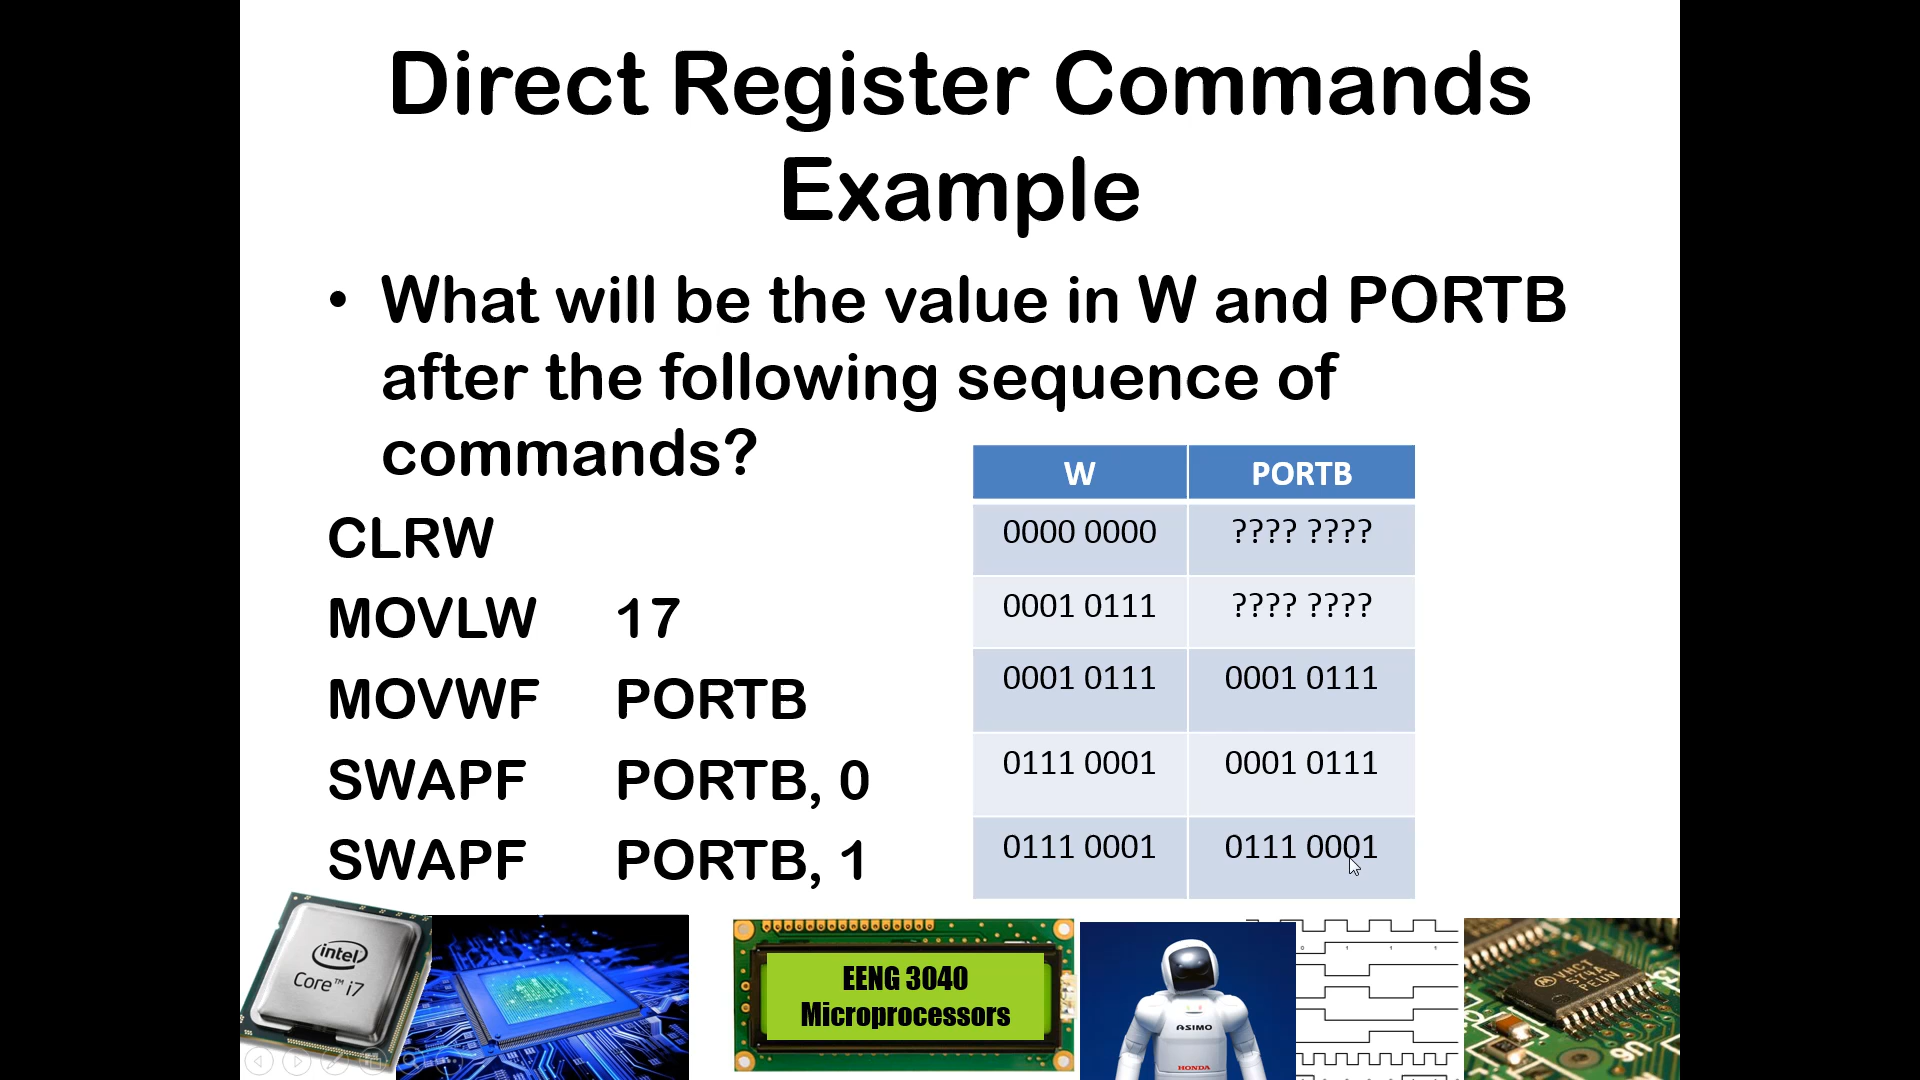 Direct Register Commands
Example
• What will be the value in W and PORTB
after the following sequence of
commands?
W PORTB
CLRW 0000 0000 ???? ????
MOVLW 17 0001 0111 ???? ????
MOVWF PORTB 0001 0111 0001 0111
SWAPF PORTB, 0 0111 0001 0001 0111
SWAPF PORTB, 1 0111 0001 0111 0001
intel
Core™ i7
EENG 3040
Microprocessors
ASIMO
HONDA
VHCT
574A